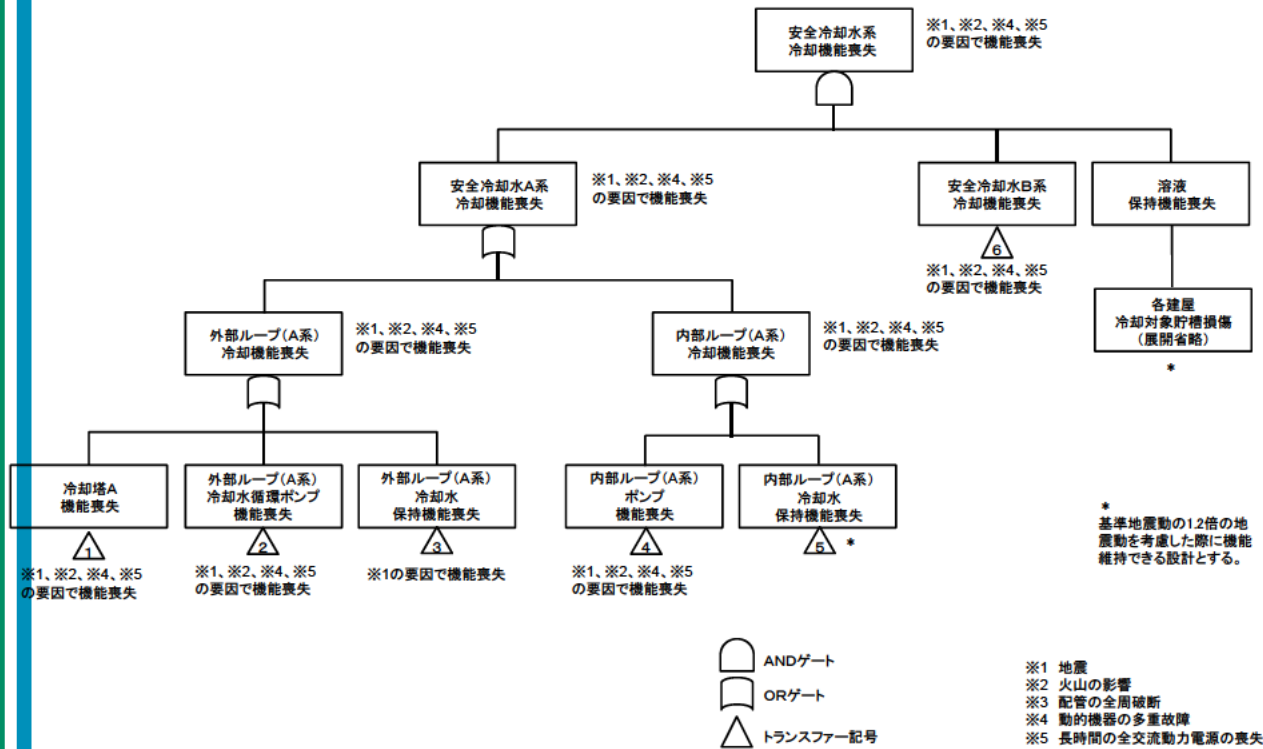 安全冷却水系
冷却機能喪失
※1、※2、※4、※5
の要因で機能喪失
安全冷却水A系
冷却機能喪失
※1、※2、※4、※5
の要因で機能喪失
安全冷却水B系
冷却機能喪失
6
※1、※2、※4、※5
の要因で機能喪失
溶液
保持機能喪失
外部ループ(A系)
冷却機能喪失
※1、※2、※4、※5
の要因で機能喪失
内部ループ(A系)
冷却機能喪失
※1、※2、※4、※5
の要因で機能喪失
各建屋
冷却対象貯槽損傷
(展開省略)
*
冷却塔A
機能喪失
1
※1、※2、※4、※5
の要因で機能喪失
外部ループ(A系)
冷却水循環ポンプ
機能喪失
2
※1、※2、※4、※5
の要因で機能喪失
外部ループ(A系)
冷却水
保持機能喪失
3
※1の要因で機能喪失
内部ループ(A系)
ポンプ
機能喪失
4
※1、※2、※4、※5
の要因で機能喪失
内部ループ(A系)
冷却水
保持機能喪失
5 *
*
基準地震動の1.2倍の地
震動を考慮した際に機能
維持できる設計とする。
ANDゲート
ORゲート
トランスファー記号
※1 地震
※2 火山の影響
※3 配管の全周破断
※4 動的機器の多重故障
※5 長時間の全交流動力電源の喪失